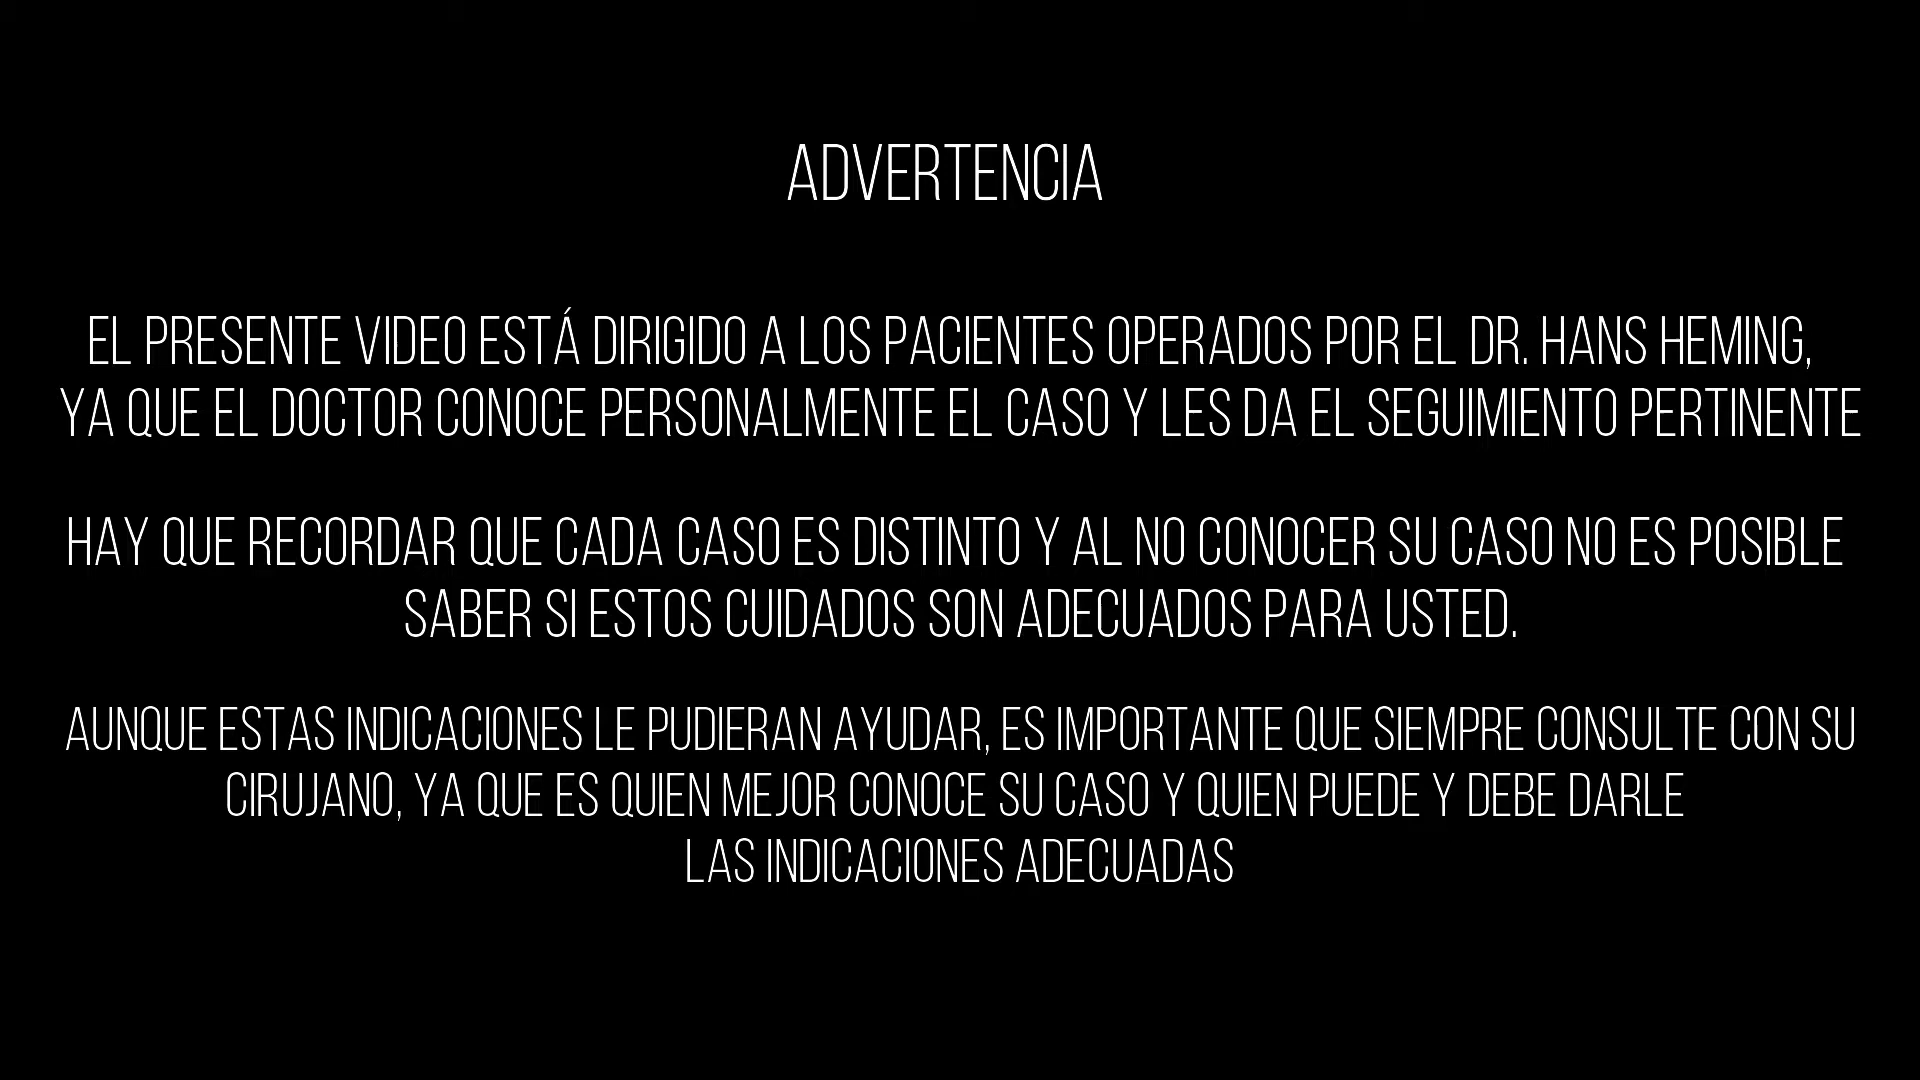 ADVERTENCIA
EL PRESENTE VIDEO ESTÁ DIRIGIDO A LOS PACIENTES OPERADOS POR EL DR. HANS HEMING,
YA QUE EL DOCTOR CONOCE PERSONALMENTE EL CASO Y LES DA EL SEGUIMIENTO PERTINENTE
HAY QUE RECORDAR QUE CADA CASO ES DISTINTO Y AL NO CONOCER SU CASO NO ES POSIBLE
SABER SI ESTOS CUIDADOS SON ADECUADOS PARA USTED.
AUNQUE ESTAS INDICACIONES LE PUDIERAN AYUDAR, ES IMPORTANTE QUE SIEMPRE CONSULTE CON SU
CIRUJANO, YA QUE ES QUIEN MEJOR CONOCE SU CASO Y QUIEN PUEDE Y DEBE DARLE
LAS INDICACIONES ADECUADAS